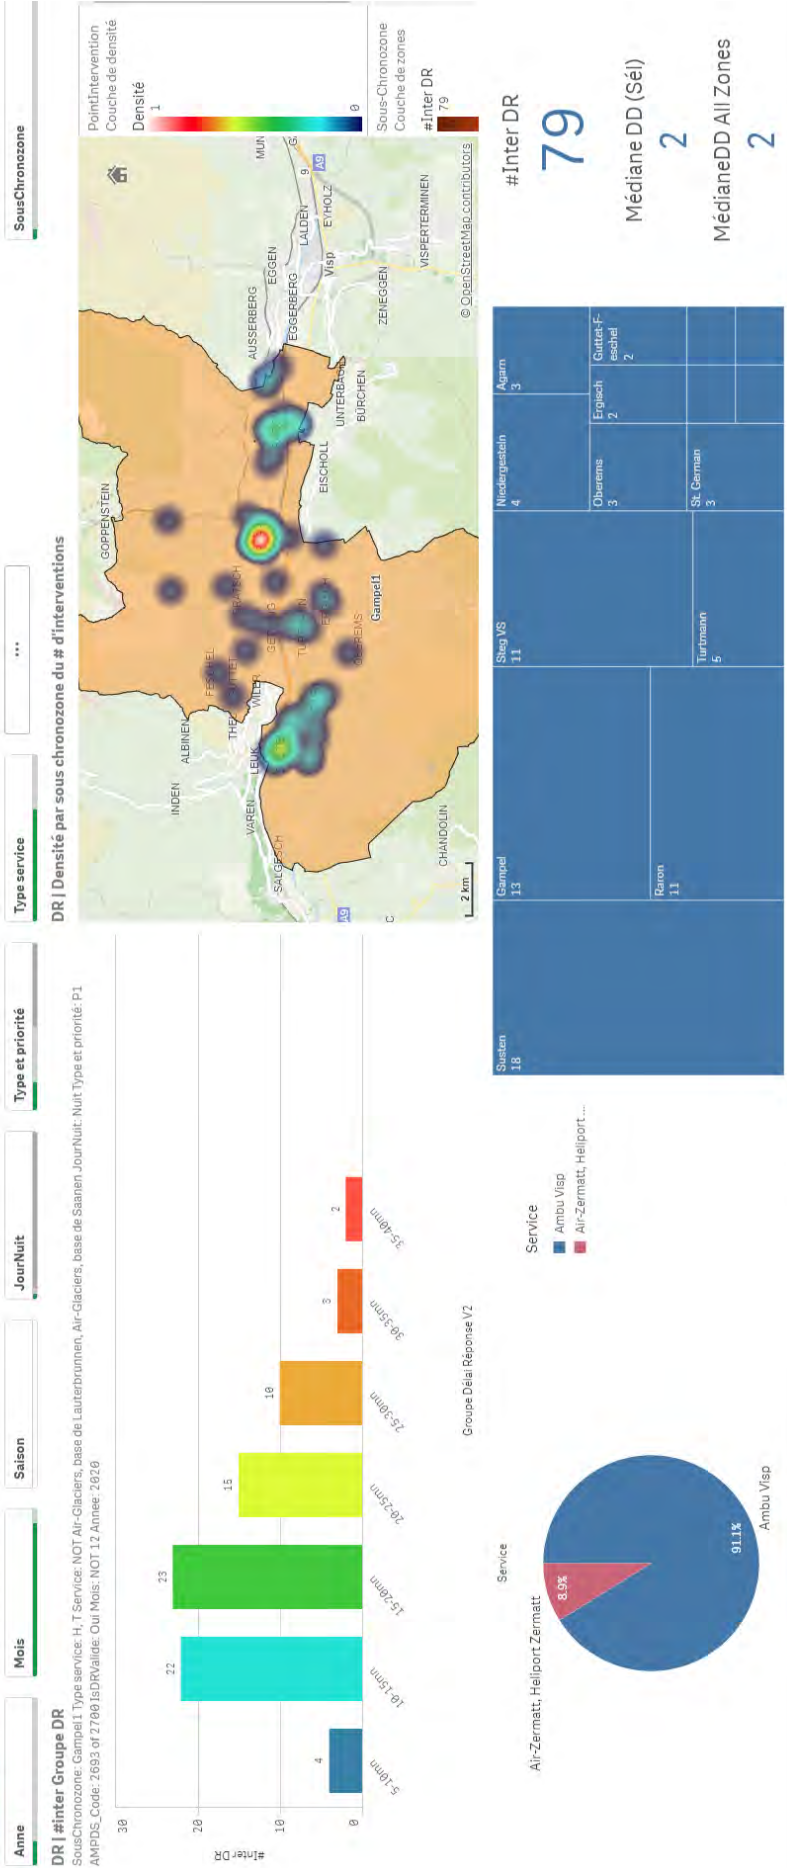 Anne
Mois
Saison
JourNuit
Type et priorité
Type service
...
SousChronozone
DR | #inter Groupe DR
SousChronozone: Gampel1 Type service: H, T Service: NOT Air-Glaciers, base de Lauterbrunnen, Air-Glaciers, base de Saanen JourNuit: Nuit Type et priorité: P1
AMPDS_Code: 2693 of 2700 IsDRValide: Oui Mois: NOT 12 Annee: 2020
#Inter DR
30
20
10
0
4
22
23
15
10
3
2
5-10mn
10-15mn
15-20mn
20-25mn
25-30mn
30-35mn
35-40mn
Groupe Délai Réponse V2
DR | Densité par sous chronozone du # d'interventions
GOPPENSTEIN
AUSSERBERG
EGGEN
MUN
ALBINEN
FESCHEL
INDEN
WILER
LEUK
VAREN
SALGESCH
EGGERBERG
LALDEN
9
G.
A9
EYHOLZ
Visp
EISCHOLL
UNTERBÄCH
BÜRCHEN
ZENEGGEN
VISPERTERMINEN
OBEREMS
Gampel1
CHANDOLIN
A9
C
2 km
© OpenStreetMap contributors
PointIntervention
Couche de densité
Densité
1
0
Sous-Chronozone
Couche de zones
#Inter DR
79
Service
Air-Zermatt, Heliport Zermatt
8.9%
91.1%
Ambu Visp
Service
Ambu Visp
Air-Zermatt, Heliport ...
Susten
18
Gampel
13
Raron
11
Steg VS
11
Turtmann
5
Niedergesteln
4
Agarn
3
Oberems
3
St. German
3
Ergisch
2
Guttet-F-
eschel
2
#Inter DR
79
Médiane DD (Sél)
2
MédianeDD All Zones
2